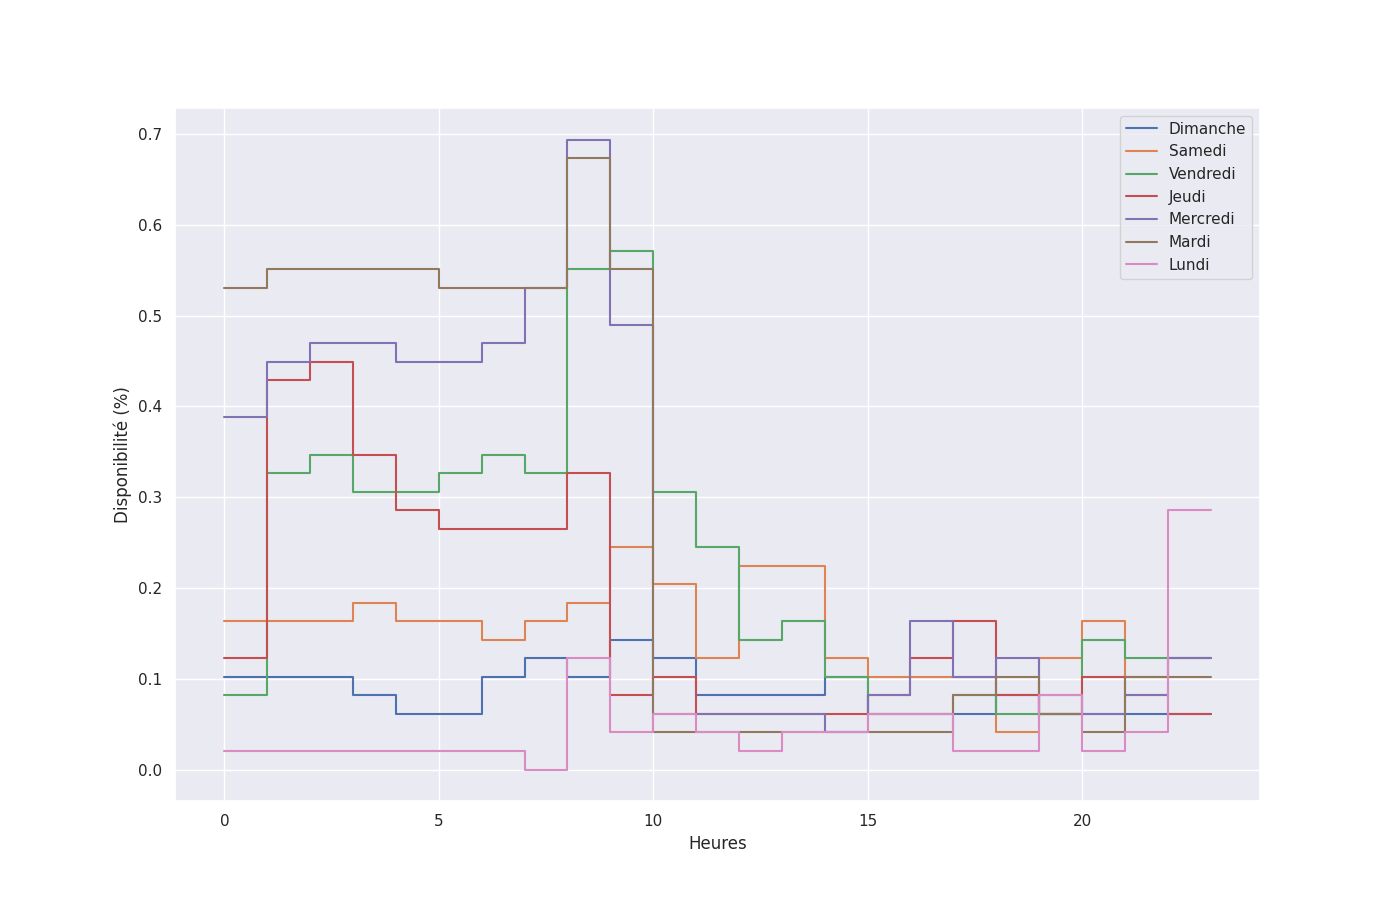 0.7
0.6
0.5
0.4
0.3
0.2
0.1
0.0
Disponibilité (%)
0 5 10 15 20
Heures
Dimanche
Samedi
Vendredi
Jeudi
Mercredi
Mardi
Lundi